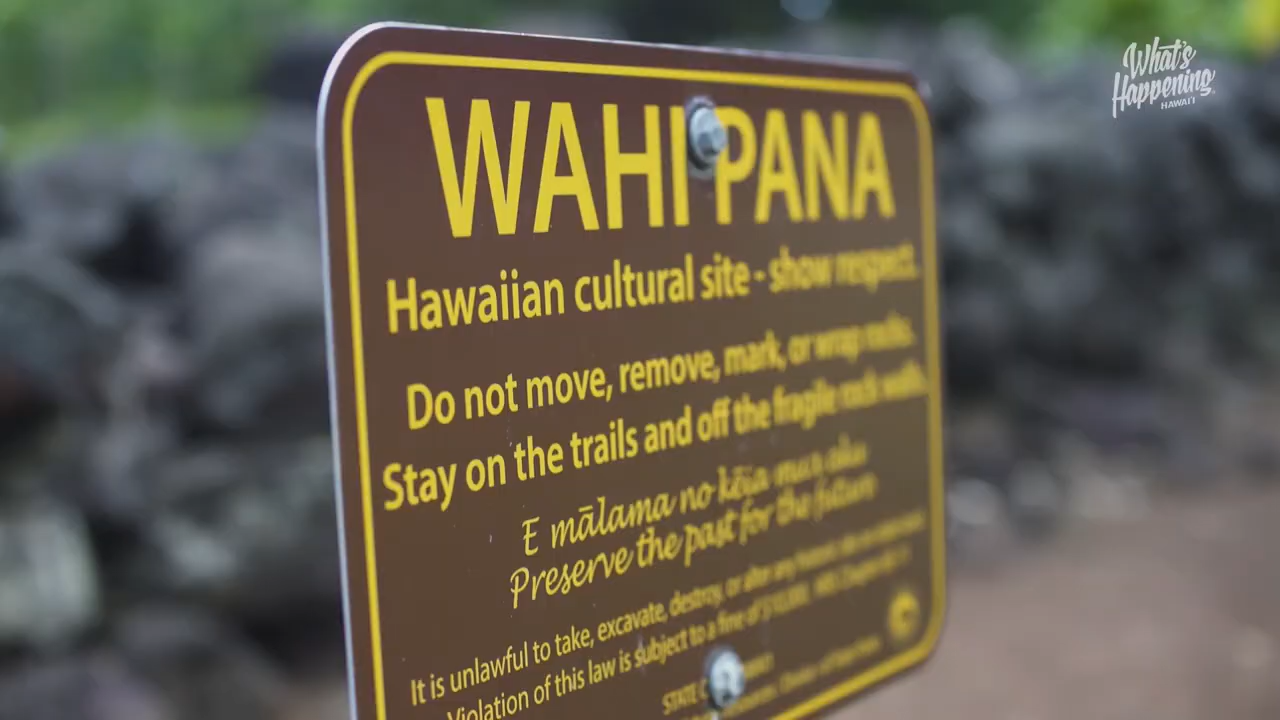 What's
Happening
HAWAI'I
WAHI PANA
Hawaiian cultural site - show respect.
Do not move, remove, mark, or wrap rocks.
Stay on the trails and off the fragile rock walls.
E mālama no kēia mua aku
Preserve the past for the future
It is unlawful to take, excavate, destroy, or alter any
Violation of this law is subject to a fine of $10,000.
STATE